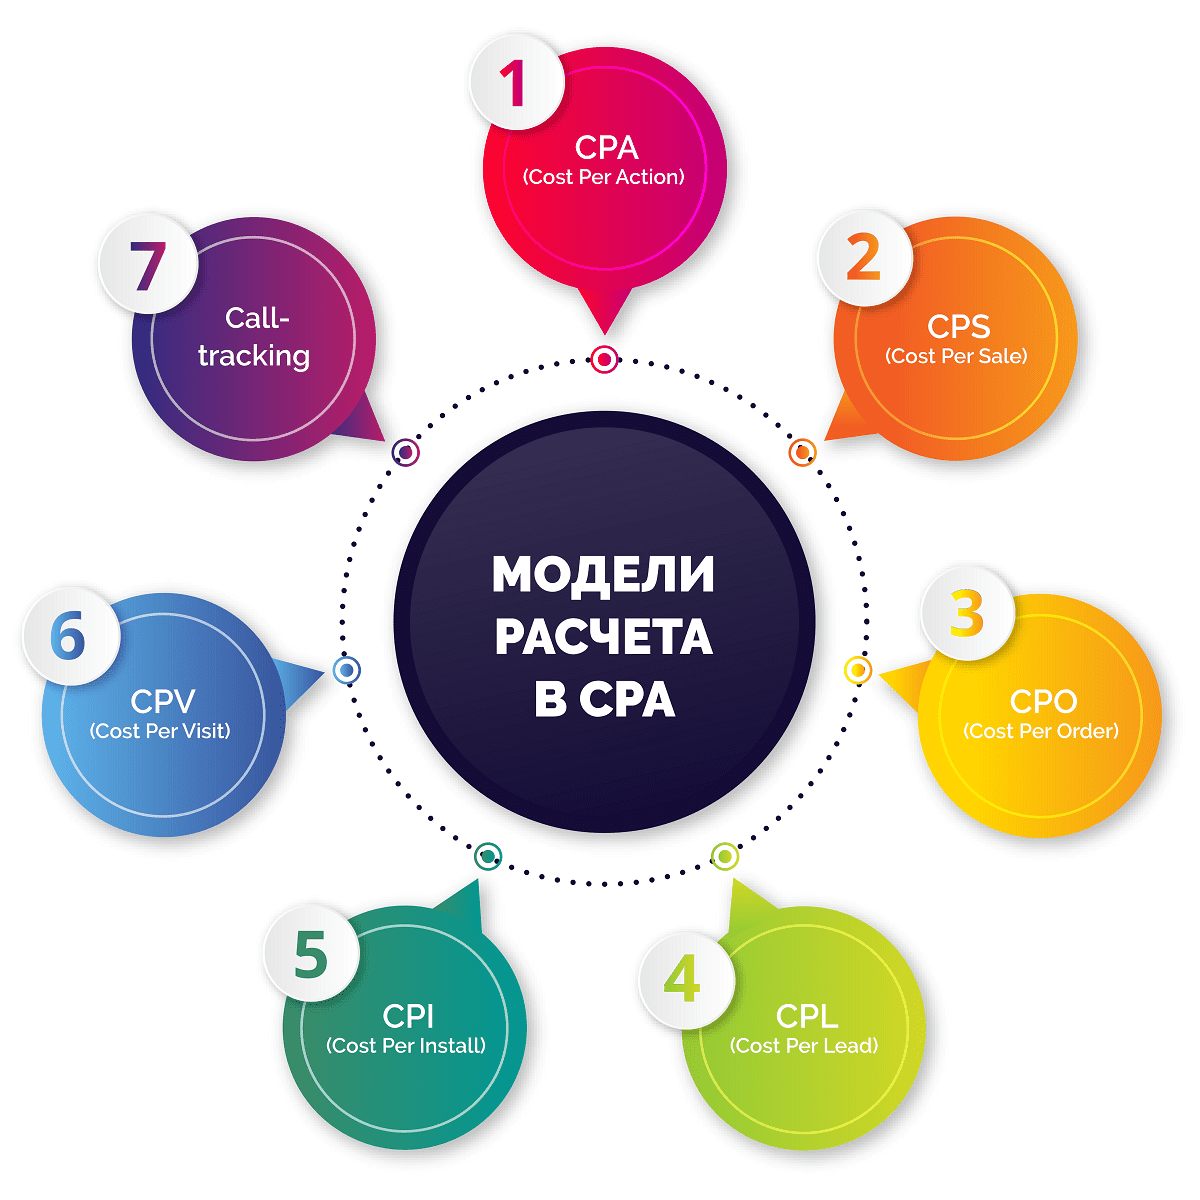 МОДЕЛИ
РАСЧЕТА
В CPA
1
CPA
(Cost Per Action)
2
CPS
(Cost Per Sale)
3
CPO
(Cost Per Order)
4
CPL
(Cost Per Lead)
5
CPI
(Cost Per Install)
6
CPV
(Cost Per Visit)
7
Call-
tracking